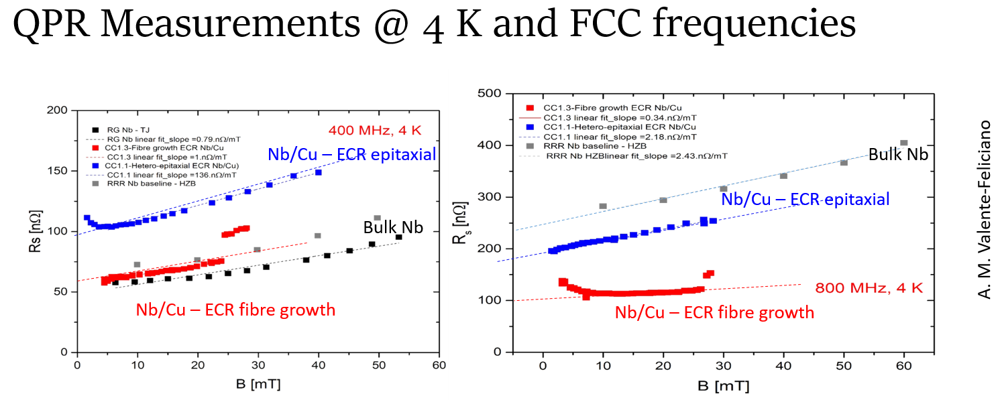 QPR Measurements @ 4 K and FCC frequencies
200
150
100
50
0
Rs [nΩ]
0 10 20 30 40 50 60
B [mT]
RG Nb - TJ
RG Nb linear fit_slope =0.79.nΩ/mT
CC1.3-Fibre growth ECR Nb/Cu
CC1.3 linear fit_slope =1.nΩ/mT
CC1.1-Hetero-epitaxial ECR Nb/Cu)
CC1.1 linear fit_slope =136.nΩ/mT
RRR Nb baseline - HZB
400 MHz, 4 K
Nb/Cu – ECR epitaxial
Bulk Nb
Nb/Cu – ECR fibre growth
500
400
300
200
100
0
Rs [nΩ]
0 10 20 30 40 50 60
B [mT]
CC1.3-Fibre growth ECR Nb/Cu
CC1.3 linear fit_slope =0.34.nΩ/mT
CC1.1-Hetero-epitaxial ECR Nb/Cu
CC1.1 linear fit_slope =2.18.nΩ/mT
RRR Nb baseline - HZB
RRR Nb HZBlinear fit_slope =2.43.nΩ/mT
Bulk Nb
Nb/Cu – ECR epitaxial
800 MHz, 4 K
Nb/Cu – ECR fibre growth
A. M. Valente-Feliciano